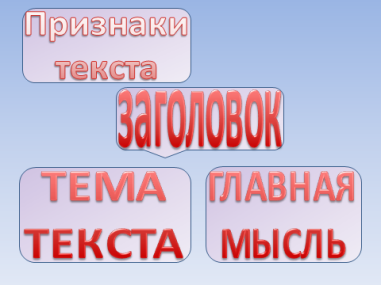 Признаки
текста
заголовок
ТЕМА
ТЕКСТА
ГЛАВНАЯ
МЫСЛЬ